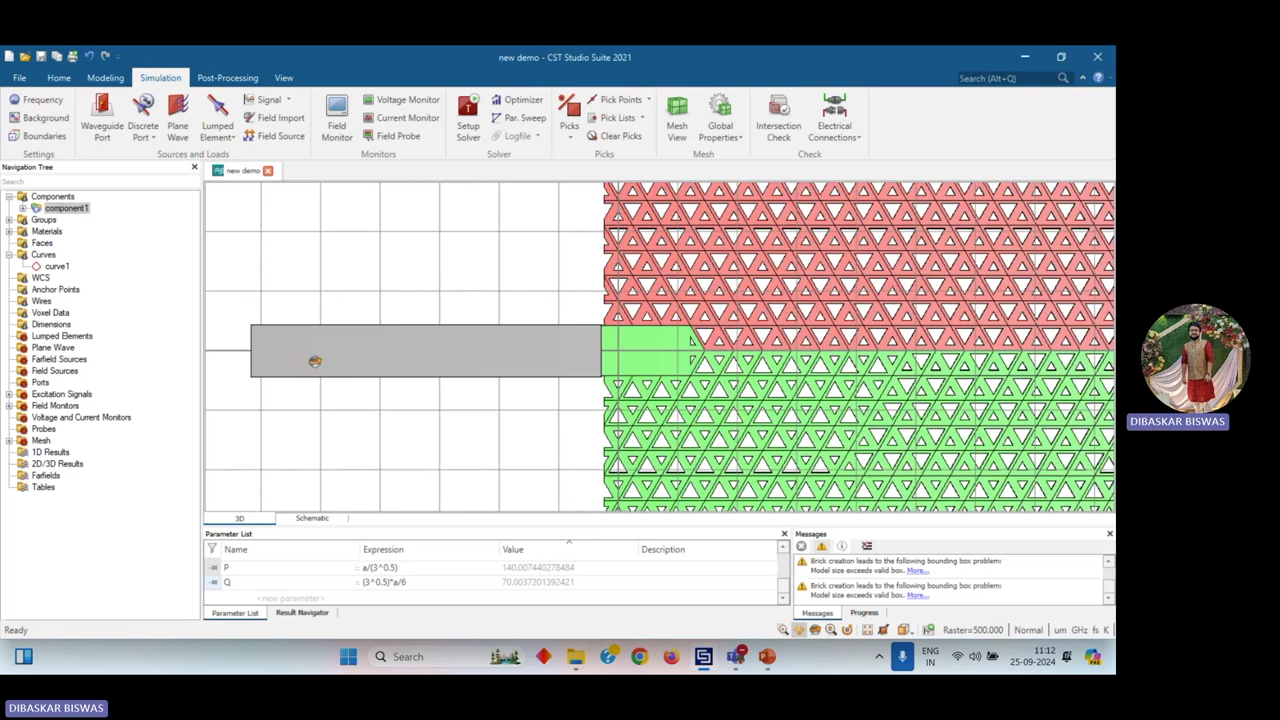 new demo - CST Studio Suite 2021
File Home Modeling Simulation Post-Processing View
Search (Alt+Q)
Frequency
Background
Boundaries
Settings
Waveguide Port
Discrete Port
Plane Wave
Lumped Element
Signal
Field Import
Field Source
Sources and Loads
Field Monitor
Voltage Monitor
Current Monitor
Field Probe
Monitors
Setup Solver
Optimizer
Par. Sweep
Logfile
Solver
Picks
Pick Points
Pick Lists
Clear Picks
Picks
Mesh View
Global Properties
Mesh
Intersection Check
Electrical Connections
Check
Navigation Tree
Search
Components
component1
Groups
Materials
Faces
Curves
curve1
WCS
Anchor Points
Wires
Voxel Data
Dimensions
Lumped Elements
Plane Wave
Farfield Sources
Field Sources
Ports
Excitation Signals
Field Monitors
Voltage and Current Monitors
Probes
Mesh
1D Results
2D/3D Results
Farfields
Tables
new demo
3D Schematic
Parameter List
Name Expression Value Description
P = a/(3^0.5) 140.007440278484
Q = (3^0.5)*a/6 70.0037201392421
<new parameter>
Parameter List Result Navigator
Messages
Brick creation leads to the following bounding box problem:
Model size exceeds valid box. More...
Brick creation leads to the following bounding box problem:
Model size exceeds valid box. More...
Messages Progress
Ready
Raster=500.000 Normal um GHz fs K
Search
ENG
IN
11:12
25-09-2024
DIBASKAR BISWAS
DIBASKAR BISWAS